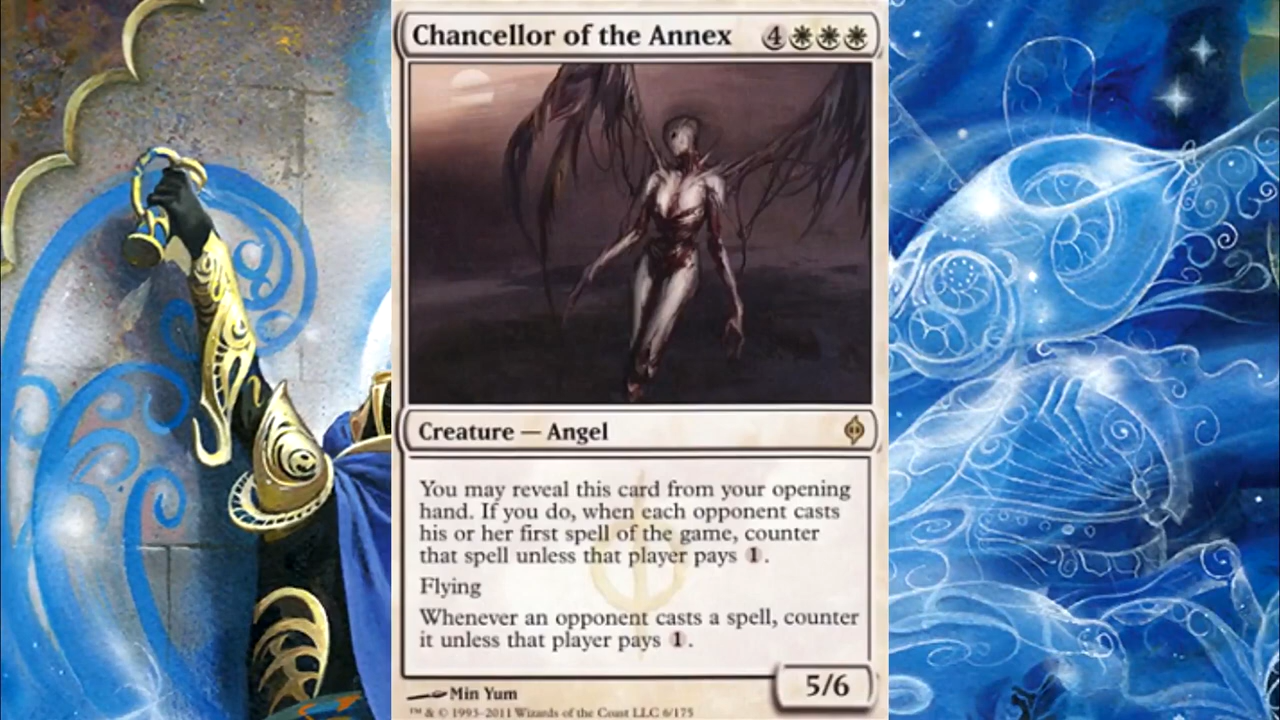 Chancellor of the Annex 4
Creature — Angel
You may reveal this card from your opening
hand. If you do, when each opponent casts
his or her first spell of the game, counter
that spell unless that player pays 1.
Flying
Whenever an opponent casts a spell, counter
it unless that player pays 1.
5/6
Min Yum
™ & © 1993–2011 Wizards of the Coast LLC 6/175